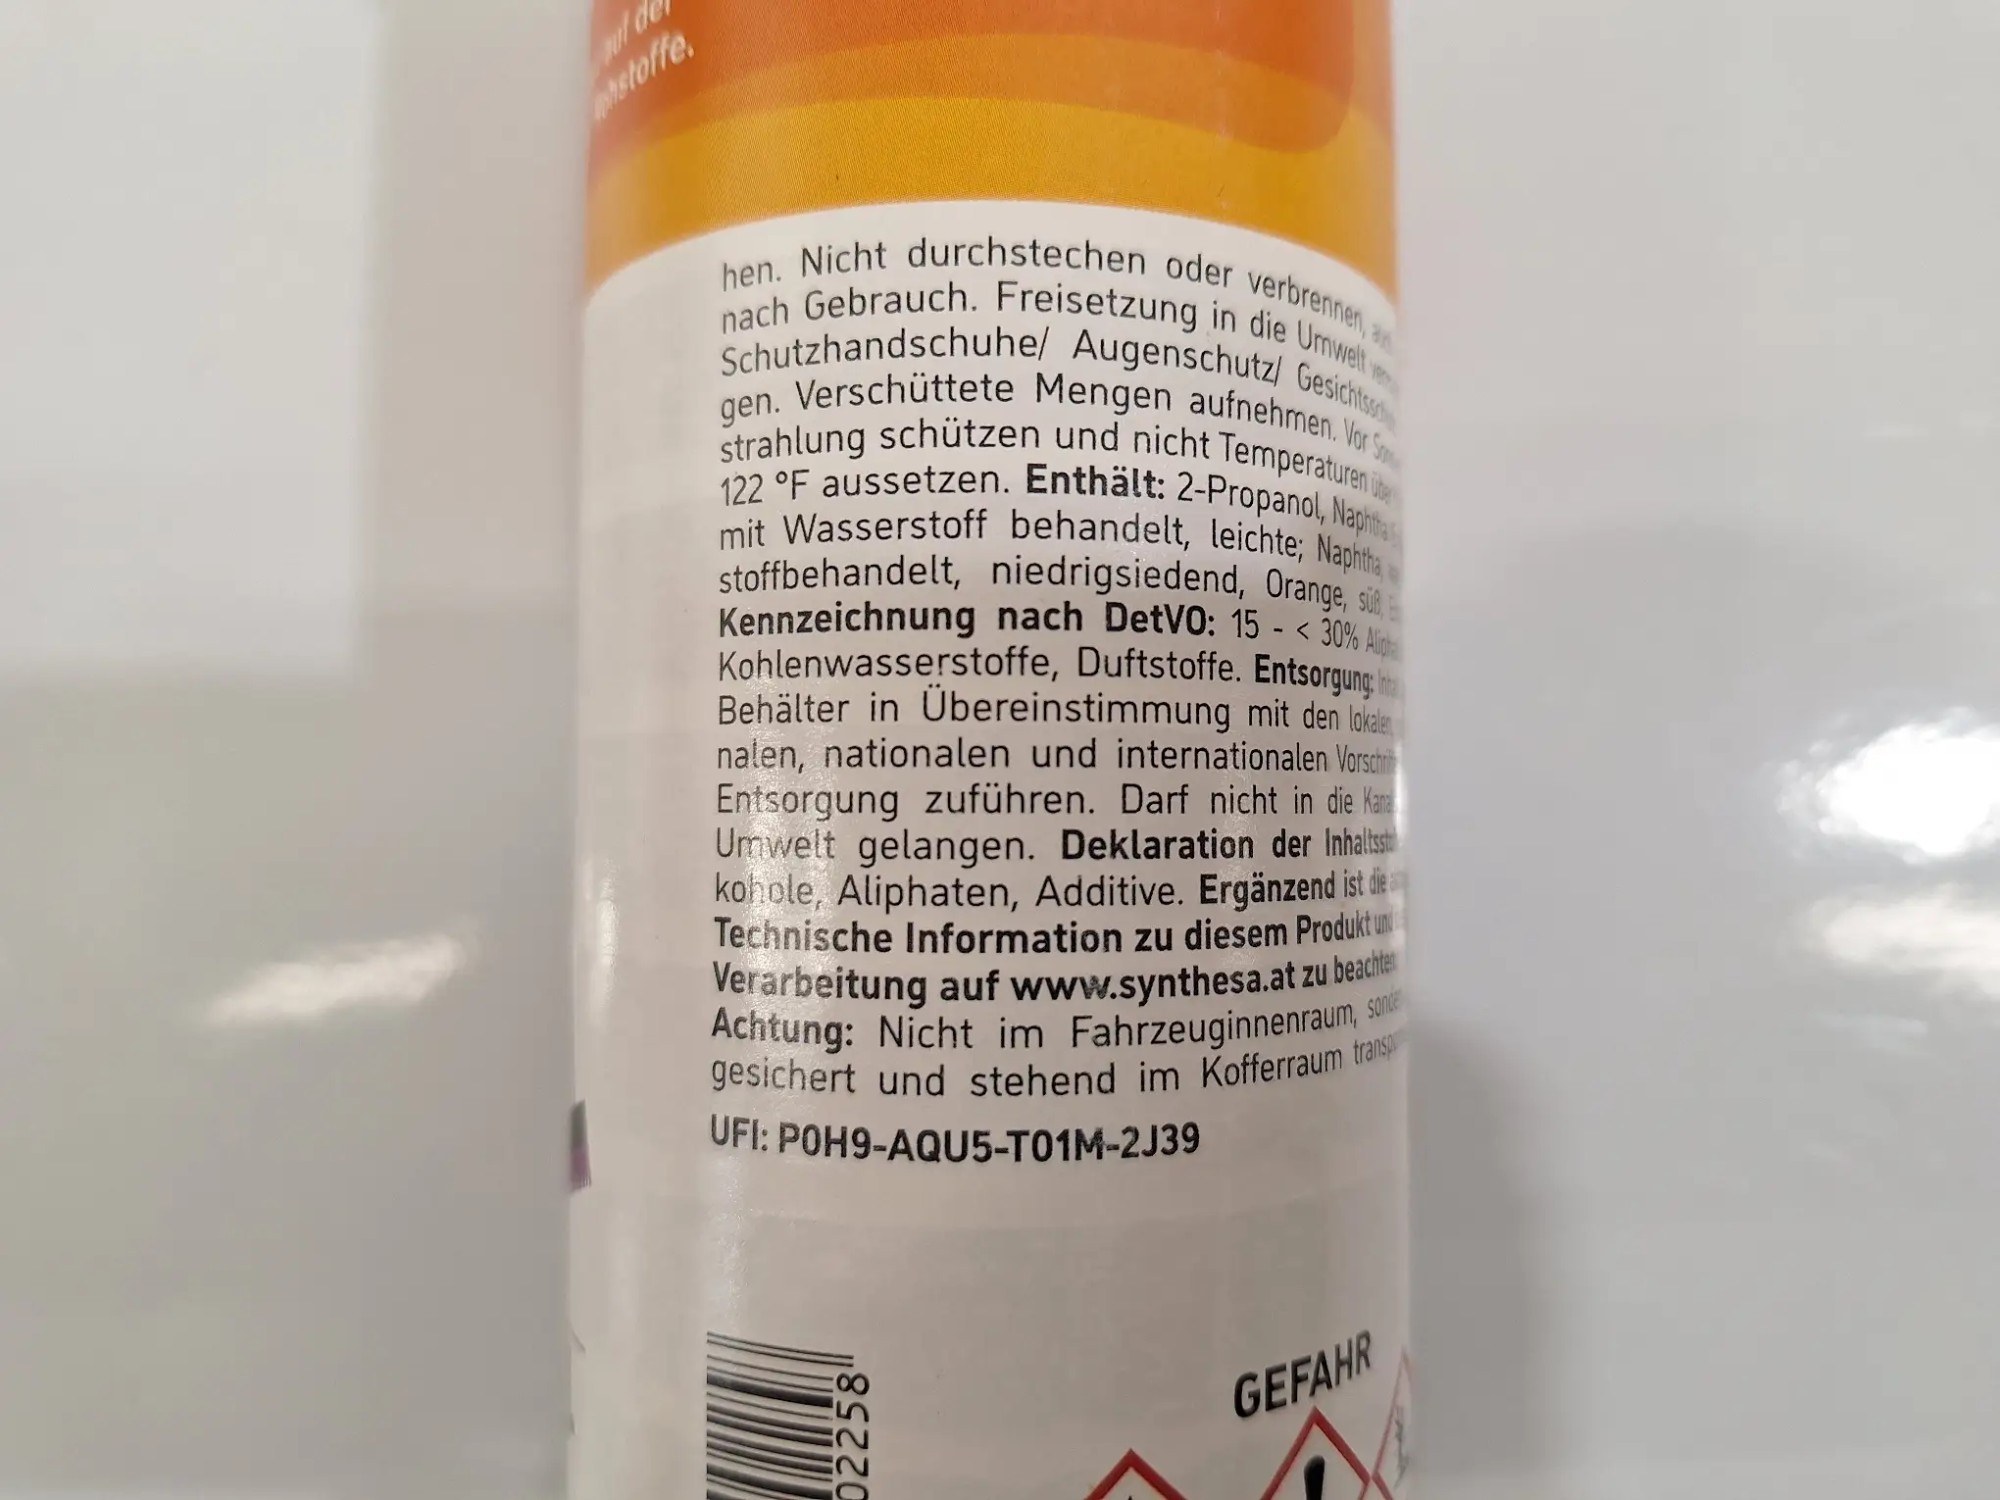 auf der
Rohstoffe.
hen. Nicht durchstechen oder verbrennen, auch
nach Gebrauch. Freisetzung in die Umwelt
Schutzhandschuhe/ Augenschutz/
gen. Verschüttete Mengen aufnehmen. Vor
strahlung schützen und nicht Temperaturen
122 °F aussetzen. Enthält: 2-Propanol, Naphtha
mit Wasserstoff behandelt, leichte; Naphtha,
stoffbehandelt, niedrigsiedend, Orange, süß,
Kennzeichnung nach DetVO: 15 - < 30%
Kohlenwasserstoffe, Duftstoffe. Entsorgung:
Behälter in Übereinstimmung mit den lokalen,
nalen, nationalen und internationalen
Entsorgung zuführen. Darf nicht in die
Umwelt gelangen. Deklaration der
kohole, Aliphaten, Additive. Ergänzend ist die
Technische Information zu diesem Produkt und
Verarbeitung auf www.synthesa.at zu beachten.
Achtung: Nicht im Fahrzeuginnenraum,
gesichert und stehend im Kofferraum
UFI: P0H9-AQU5-T01M-2J39
GEFAHR
02258